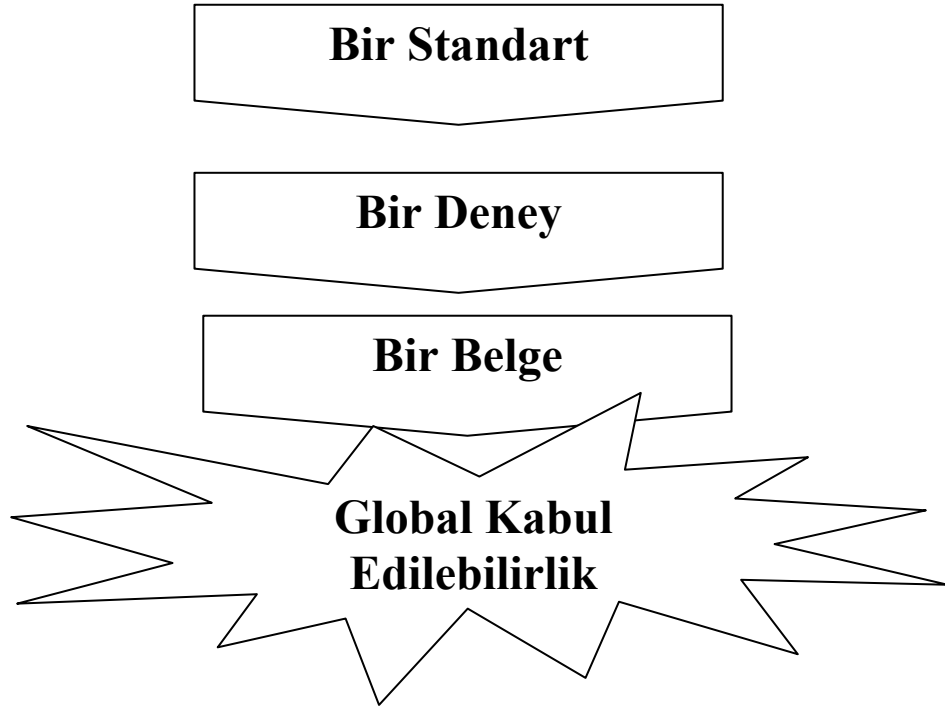 Bir Standart
Bir Deney
Bir Belge
Global Kabul
Edilebilirlik